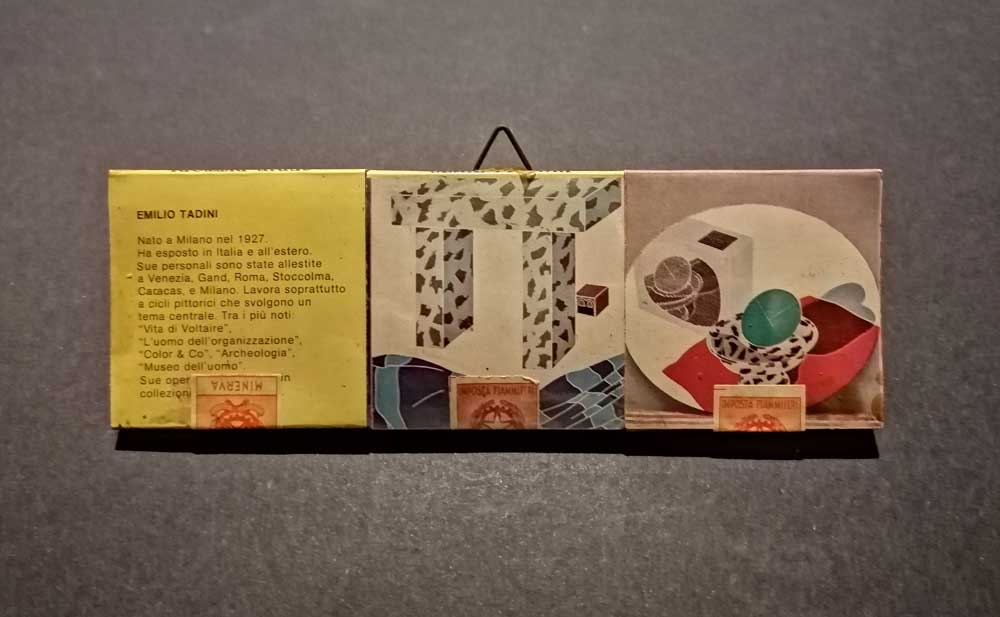 EMILIO TADINI
Nato a Milano nel 1927.
Ha esposto in Italia e all'estero.
Sue personali sono state allestite
a Venezia, Gand, Roma, Stoccolma,
Caracas, e Milano. Lavora soprattutto
a cicli pittorici che svolgono un
tema centrale. Tra i più noti:
"Vita di Voltaire",
"L'uomo dell'organizzazione",
"Color & Co", "Archeologia",
"Museo dell'uomo".
Sue oper in
collezion
MINERVA
IMPOSTA FIAMMIFERI
IMPOSTA FIAMMIFERI